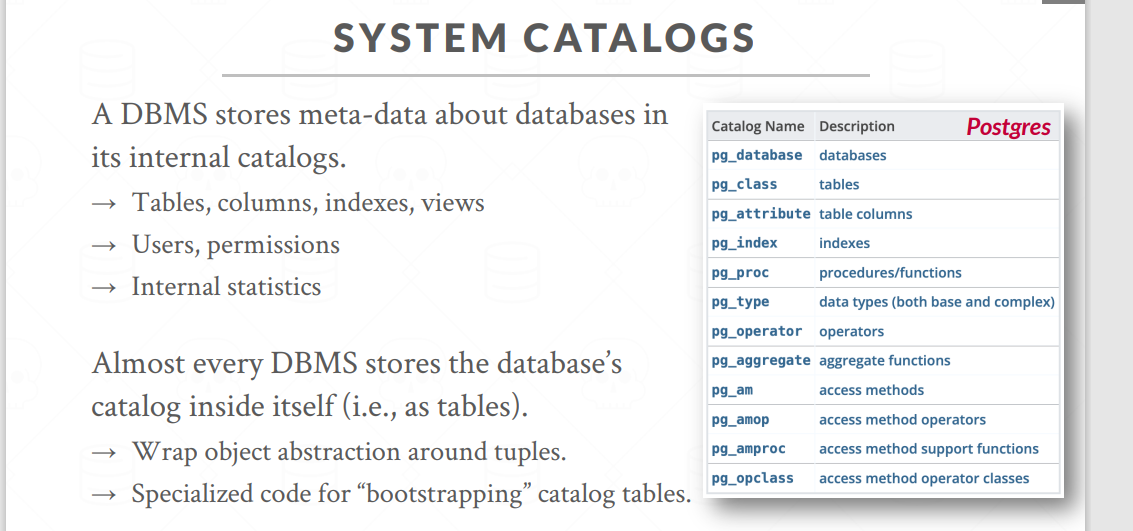 SYSTEM CATALOGS
A DBMS stores meta-data about databases in
its internal catalogs.
→ Tables, columns, indexes, views
→ Users, permissions
→ Internal statistics
Almost every DBMS stores the database’s
catalog inside itself (i.e., as tables).
→ Wrap object abstraction around tuples.
→ Specialized code for “bootstrapping” catalog tables.
Catalog Name Description Postgres
pg_database databases
pg_class tables
pg_attribute table columns
pg_index indexes
pg_proc procedures/functions
pg_type data types (both base and complex)
pg_operator operators
pg_aggregate aggregate functions
pg_am access methods
pg_amop access method operators
pg_amproc access method support functions
pg_opclass access method operator classes